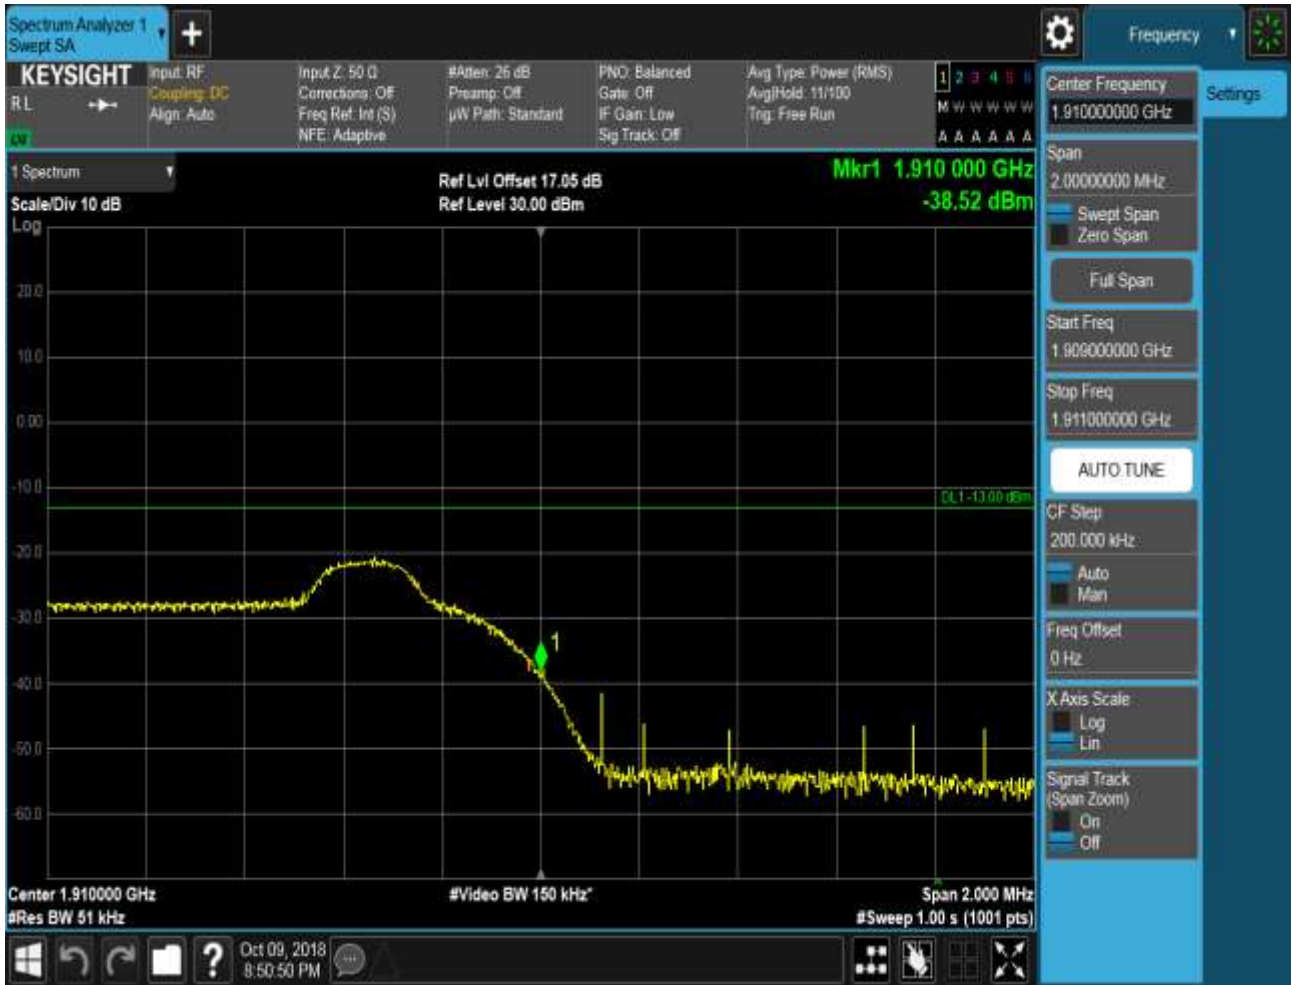 Spectrum Analyzer 1
Swept SA
Frequency
KEYSIGHT
RL
Input: RF
Coupling: DC
Align: Auto
Input Z: 50 Ω
Corrections: Off
Freq Ref: Int (S)
NFE: Adaptive
#Atten: 26 dB
Preamp: Off
µW Path: Standard
PNO: Balanced
Gate: Off
IF Gain: Low
Sig Track: Off
Avg Type: Power (RMS)
Avg|Hold: 11/100
Trig: Free Run
1 2 3 4 5 6
M W W W W W
A A A A A A
1 Spectrum
Scale/Div 10 dB
Log
Ref Lvl Offset 17.05 dB
Ref Level 30.00 dBm
Mkr1 1.910 000 GHz
-38.52 dBm
20.0
10.0
0.00
-10.0
DL1 -13.00 dBm
-20.0
-30.0
1
-40.0
-50.0
-60.0
Center 1.910000 GHz
#Video BW 150 kHz*
Span 2.000 MHz
#Res BW 51 kHz
#Sweep 1.00 s (1001 pts)
Oct 09, 2018
8:50:50 PM
Center Frequency
1.910000000 GHz
Settings
Span
2.00000000 MHz
Swept Span
Zero Span
Full Span
Start Freq
1.909000000 GHz
Stop Freq
1.911000000 GHz
AUTO TUNE
CF Step
200.000 kHz
Auto
Man
Freq Offset
0 Hz
X Axis Scale
Log
Lin
Signal Track
(Span Zoom)
On
Off